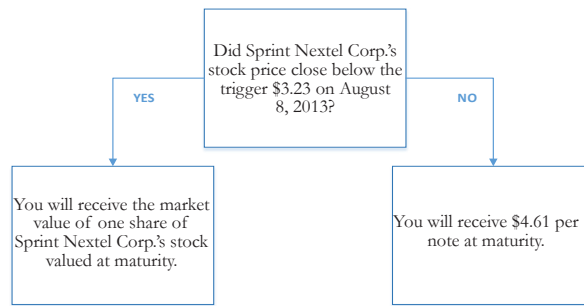 Did Sprint Nextel Corp.'s
stock price close below the
trigger $3.23 on August
8, 2013?
YES
NO
You will receive the market
value of one share of
Sprint Nextel Corp.'s stock
valued at maturity.
You will receive $4.61 per
note at maturity.